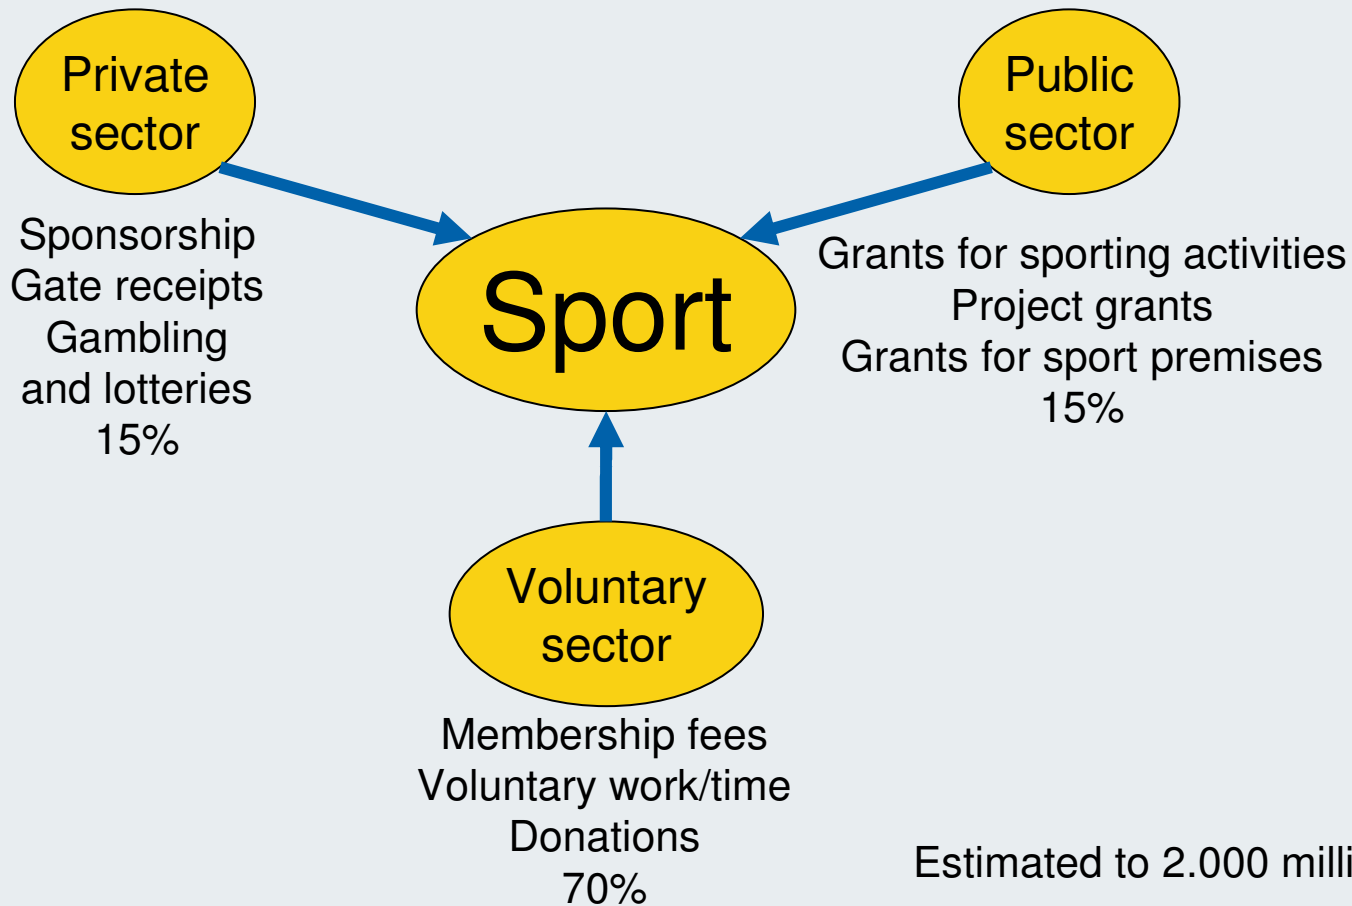 Private
sector
Public
sector
Sponsorship
Gate receipts
Gambling
and lotteries
15%
Sport
Grants for sporting activities
Project grants
Grants for sport premises
15%
Voluntary
sector
Membership fees
Voluntary work/time
Donations
70%
Estimated to 2.000 milli